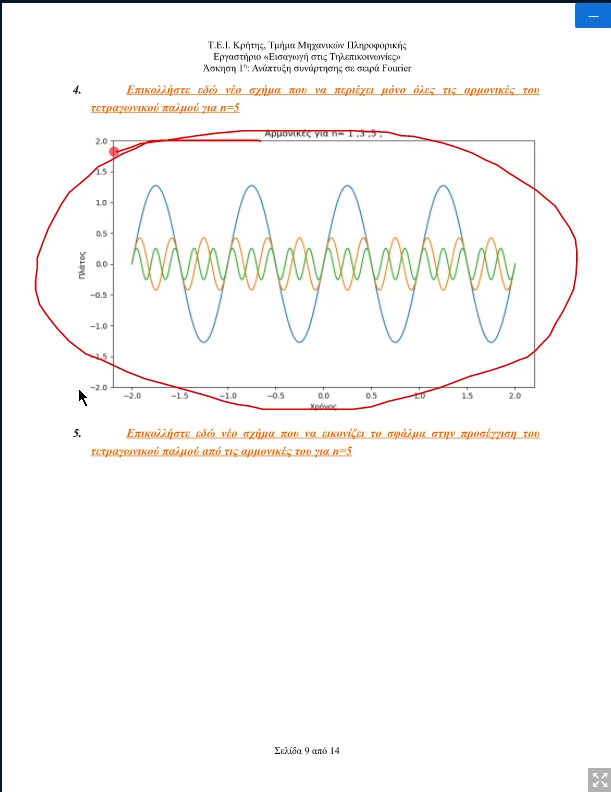 Τ.Ε.Ι. Κρήτης, Τμήμα Μηχανικών Πληροφορικής
Εργαστήριο «Εισαγωγή στις Τηλεπικοινωνίες»
Άσκηση 1η: Ανάπτυξη συνάρτησης σε σειρά Fourier
4. Επικολλήστε εδώ νέο σχήμα που να περιέχει μόνο όλες τις αρμονικές του
τετραγωνικού παλμού για n=5
Αρμονικές για n= 1 ,3 ,5 ,
2.0
1.5
1.0
0.5
0.0
−0.5
−1.0
−1.5
−2.0
Πλάτος
−2.0 −1.5 −1.0 −0.5 0.0 0.5 1.0 1.5 2.0
Χρόνος
5. Επικολλήστε εδώ νέο σχήμα που να εικονίζει το σφάλμα στην προσέγγιση του
τετραγωνικού παλμού από τις αρμονικές του για n=5
Σελίδα 9 από 14